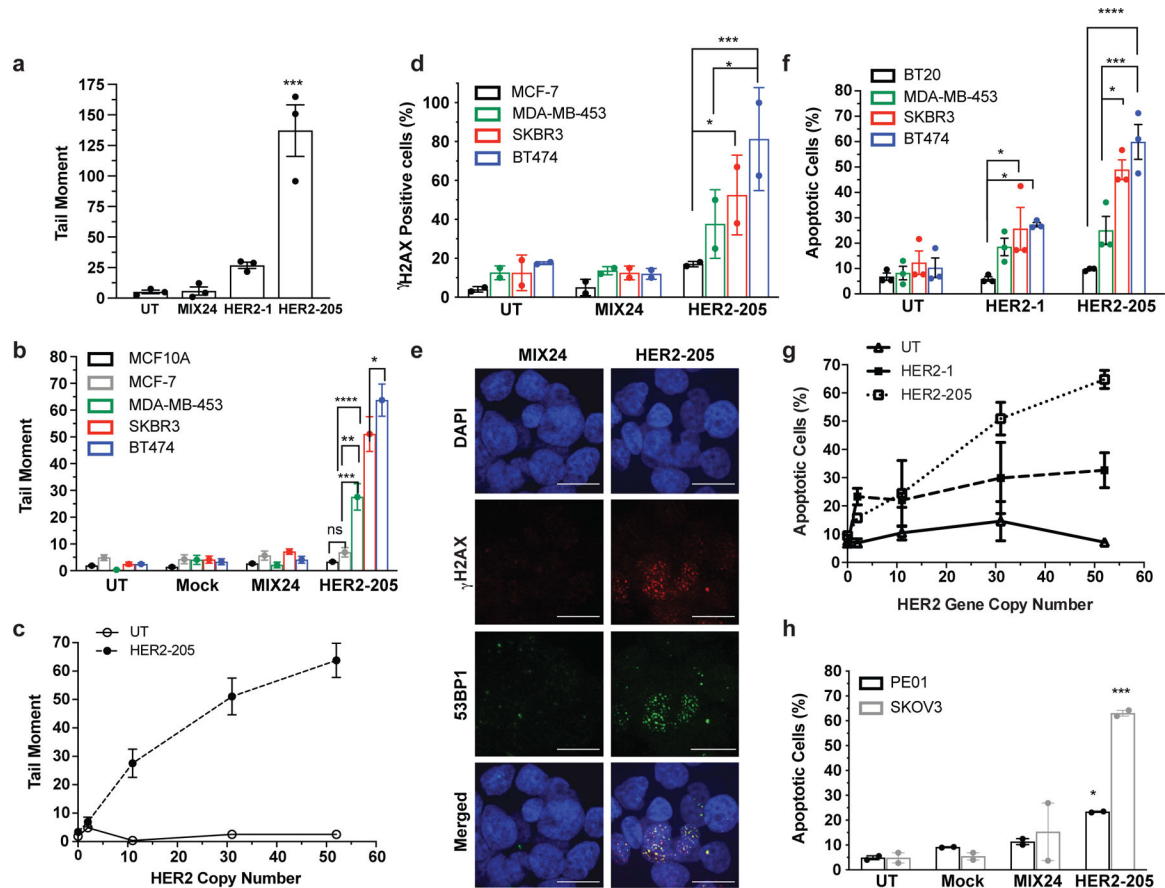 a
***
175
150
125
100
75
50
25
0
Tail Moment
UT MIX24 HER2-1 HER2-205
b
MCF10A
MCF-7
MDA-MB-453
SKBR3
BT474
80
70
60
50
40
30
20
10
0
Tail Moment
ns
***
**
****
*
UT Mock MIX24 HER2-205
c
UT
HER2-205
70
60
50
40
30
20
10
0
Tail Moment
0 10 20 30 40 50 60
HER2 Copy Number
d
MCF-7
MDA-MB-453
SKBR3
BT474
100
80
60
40
20
0
γH2AX Positive cells (%)
***
*
*
UT MIX24 HER2-205
e
MIX24 HER2-205
DAPI
γH2AX
53BP1
Merged
f
BT20
MDA-MB-453
SKBR3
BT474
80
70
60
50
40
30
20
10
0
Apoptotic Cells (%)
*
*
****
***
*
UT HER2-1 HER2-205
g
UT
HER2-1
HER2-205
80
70
60
50
40
30
20
10
0
Apoptotic Cells (%)
0 10 20 30 40 50 60
HER2 Gene Copy Number
h
PE01
SKOV3
80
70
60
50
40
30
20
10
0
Apoptotic Cells (%)
*
***
UT Mock MIX24 HER2-205